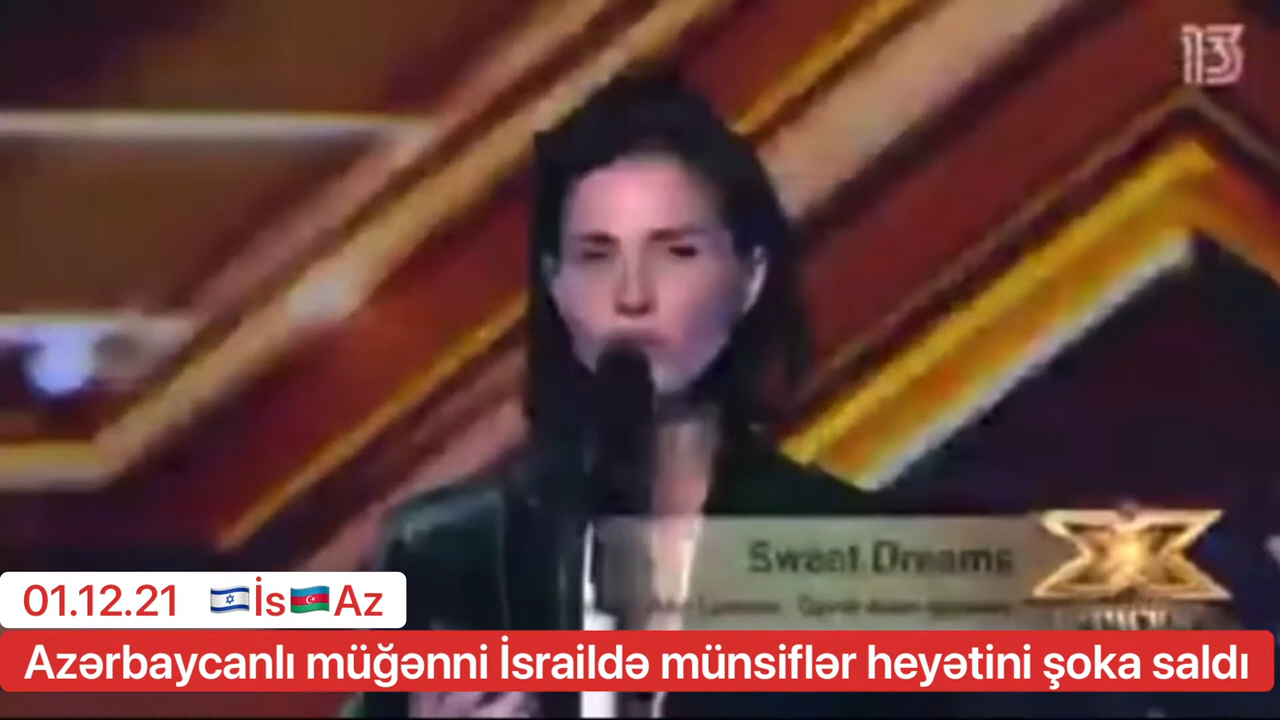 13
Sweet Dreams
01.12.21 🇮🇱İs🇦🇿Az
Azərbaycanlı müğənni İsraildə münsiflər heyətini şoka saldı